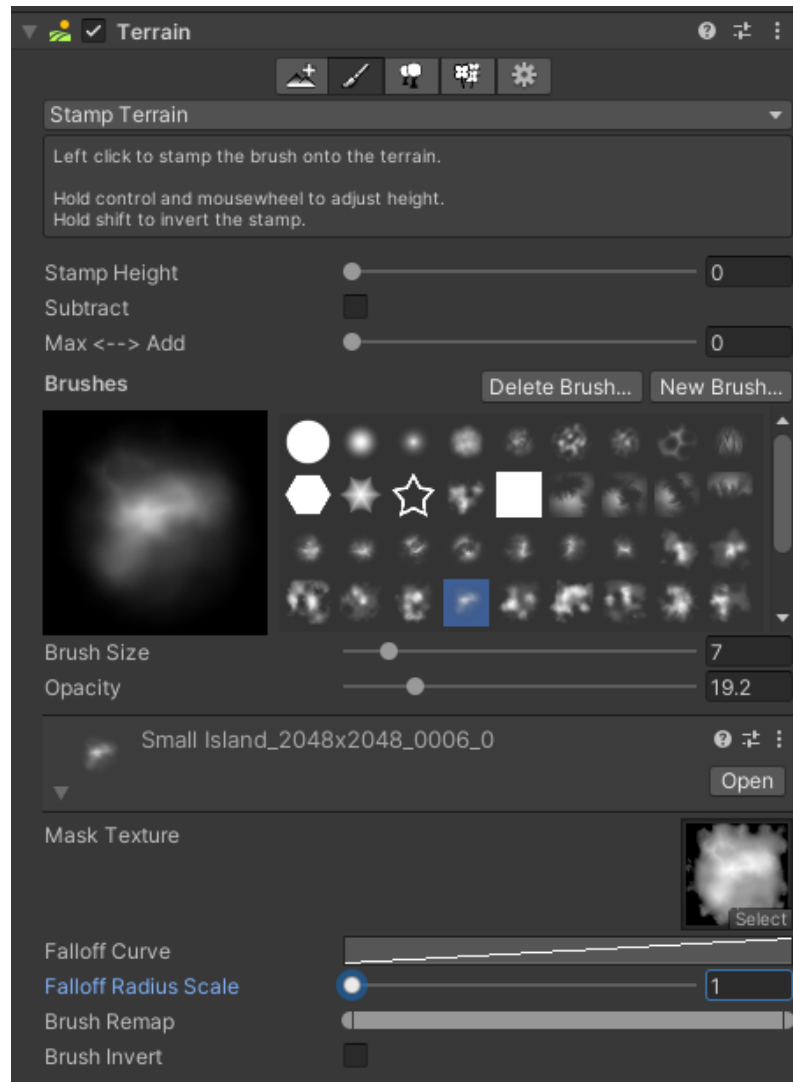 Terrain
Stamp Terrain
Left click to stamp the brush onto the terrain.
Hold control and mousewheel to adjust height.
Hold shift to invert the stamp.
Stamp Height 0
Subtract
Max <--> Add 0
Brushes Delete Brush... New Brush...
Brush Size 7
Opacity 19.2
Small Island_2048x2048_0006_0
Open
Mask Texture
Select
Falloff Curve
Falloff Radius Scale 1
Brush Remap
Brush Invert